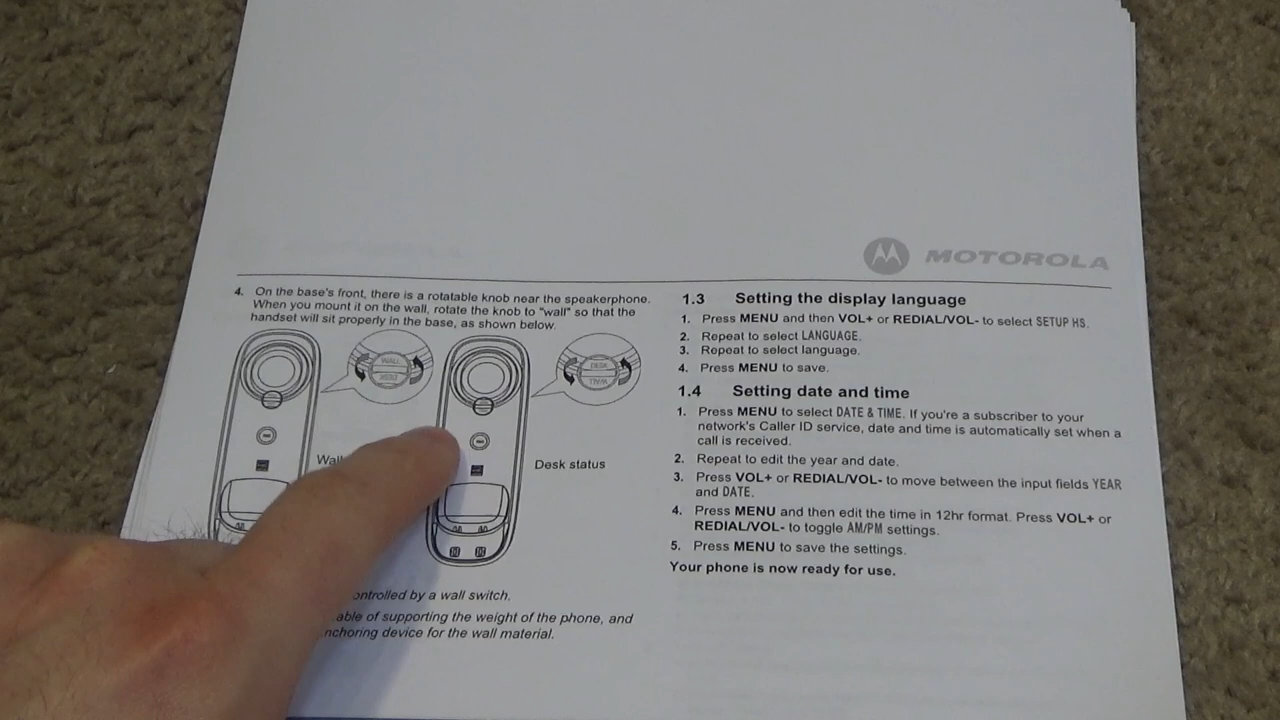 MOTOROLA
4. On the base's front, there is a rotatable knob near the speakerphone.
When you mount it on the wall, rotate the knob to "wall" so that the
handset will sit properly in the base, as shown below.
WALL
DESK
DESK
WALL
Wall
Desk status
ontrolled by a wall switch.
able of supporting the weight of the phone, and
nchoring device for the wall material.
1.3 Setting the display language
1. Press MENU and then VOL+ or REDIAL/VOL- to select SETUP HS.
2. Repeat to select LANGUAGE.
3. Repeat to select language.
4. Press MENU to save.
1.4 Setting date and time
1. Press MENU to select DATE & TIME. If you're a subscriber to your
network's Caller ID service, date and time is automatically set when a
call is received.
2. Repeat to edit the year and date.
3. Press VOL+ or REDIAL/VOL- to move between the input fields YEAR
and DATE.
4. Press MENU and then edit the time in 12hr format. Press VOL+ or
REDIAL/VOL- to toggle AM/PM settings.
5. Press MENU to save the settings.
Your phone is now ready for use.